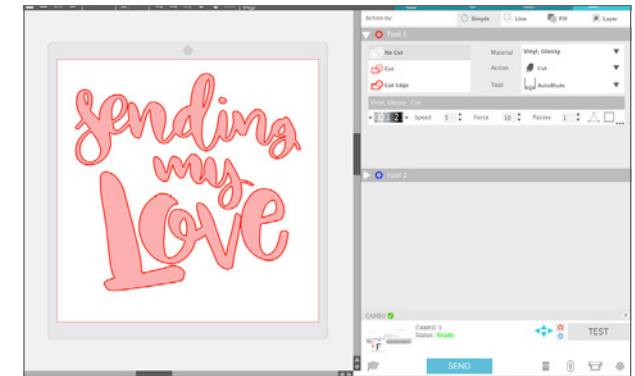 Action by: Simple Line Fill Layer
Tool 1
No Cut Material Vinyl, Glossy
Cut Action Cut
Cut Edge Tool AutoBlade
Vinyl, Glossy Cut
Speed 5 Force 10 Passes 1
Tool 2
sending
my
Love
CAMEO
CAMEO 3
Status: Ready
F
TEST
SEND